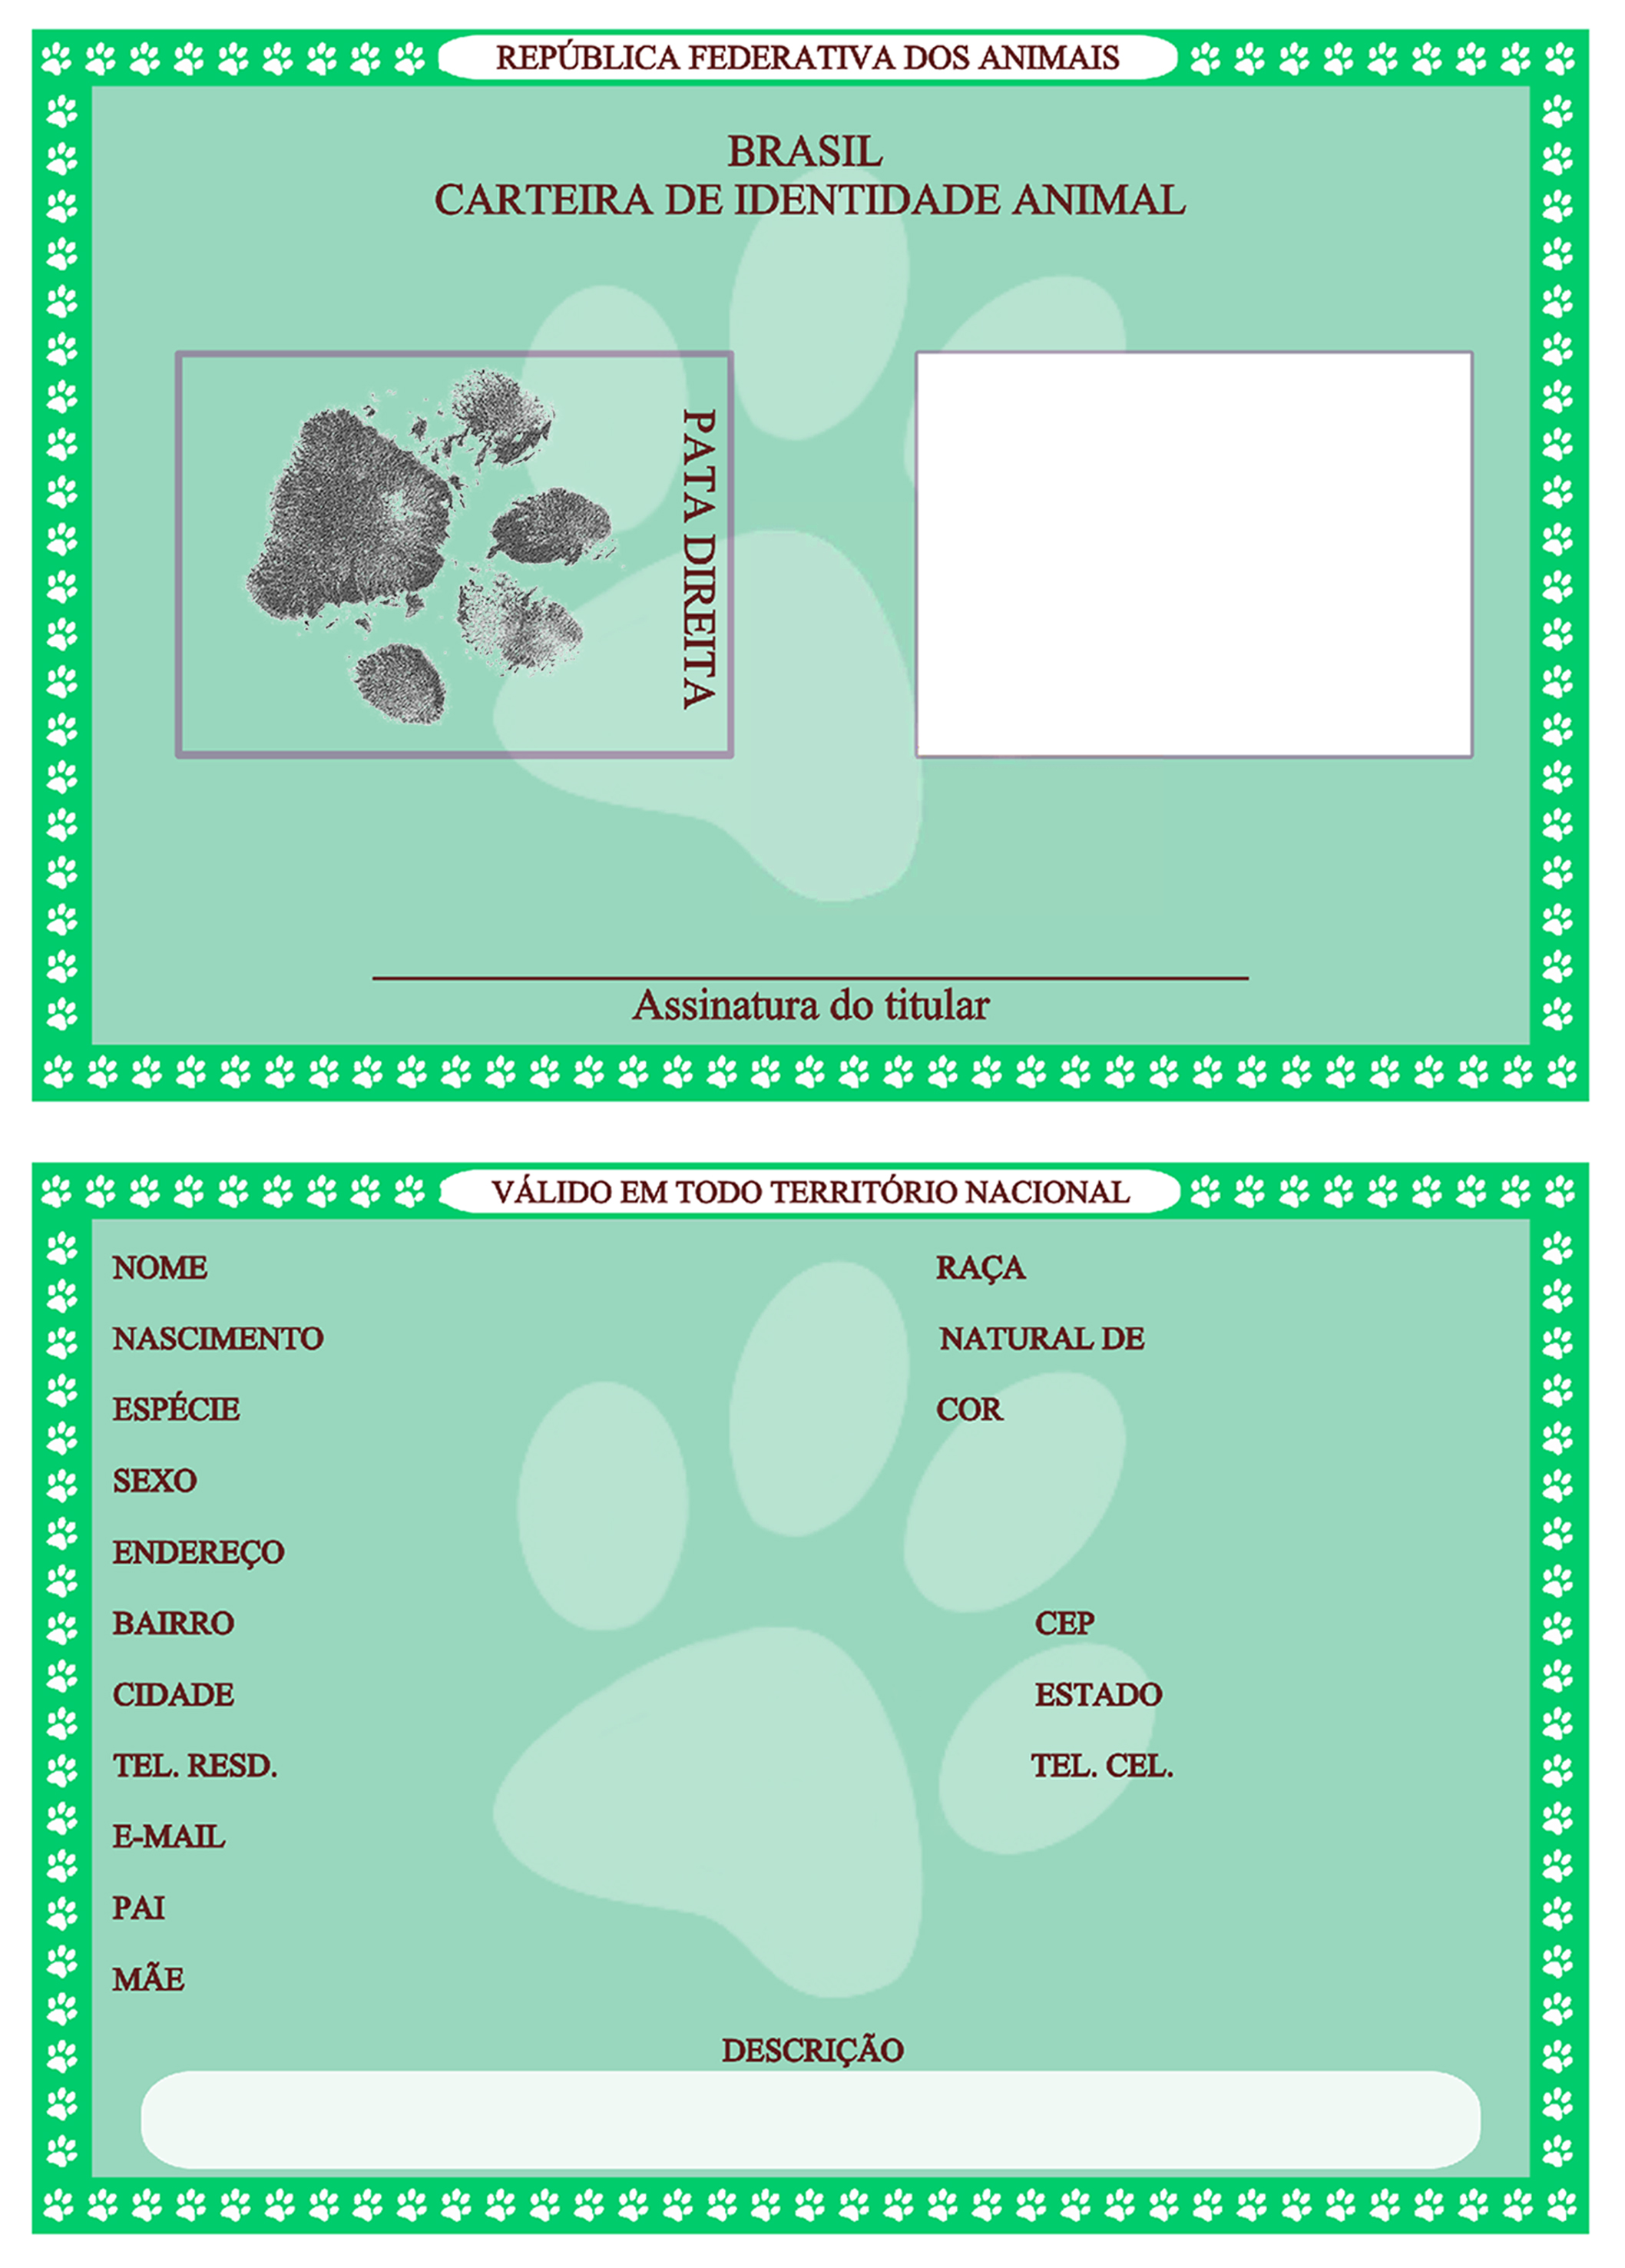 REPÚBLICA FEDERATIVA DOS ANIMAIS
BRASIL
CARTEIRA DE IDENTIDADE ANIMAL
PATA DIREITA
Assinatura do titular
VÁLIDO EM TODO TERRITÓRIO NACIONAL
NOME
RAÇA
NASCIMENTO
NATURAL DE
ESPÉCIE
COR
SEXO
ENDEREÇO
BAIRRO
CEP
CIDADE
ESTADO
TEL. RESD.
TEL. CEL.
E-MAIL
PAI
MÃE
DESCRIÇÃO